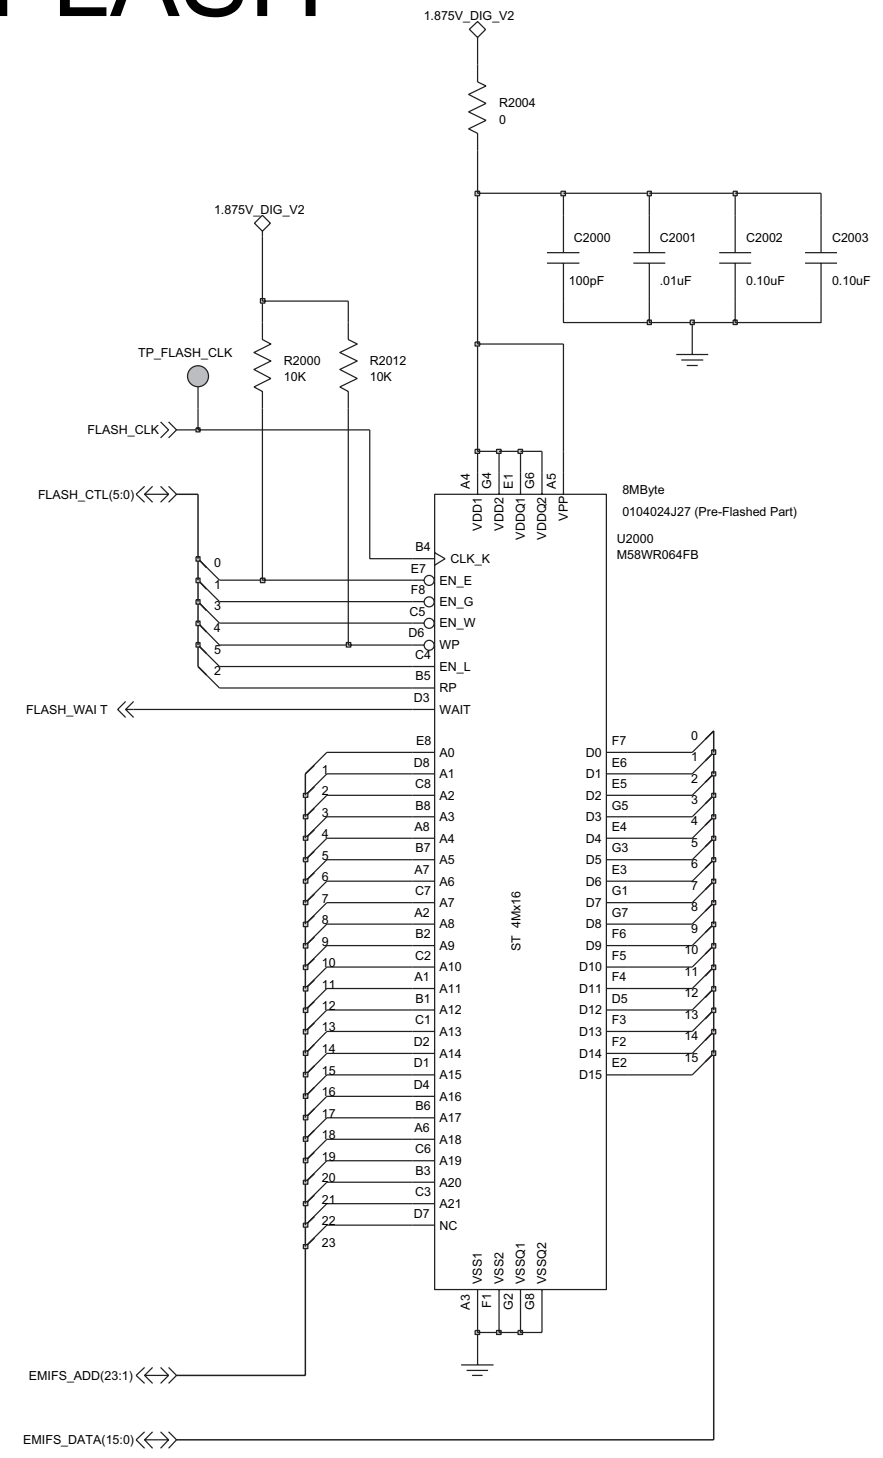 FLASH
1.875V_DIG_V2
R2004
0
1.875V_DIG_V2
C2000
C2001
C2002
C2003
100pF
.01uF
0.10uF
0.10uF
TP_FLASH_CLK
R2000
10K
R2012
10K
FLASH_CLK
FLASH_CTL(5:0)
A4
G4
E1
G6
A5
VDD1
VDD2
VDDQ1
VDDQ2
VPP
8MByte
0104024J27 (Pre-Flashed Part)
U2000
M58WR064FB
B4
CLK_K
0
E7
EN_E
1
F8
EN_G
3
C5
EN_W
4
D6
WP
5
C4
EN_L
2
B5
RP
FLASH_WAI T
D3
WAIT
E8
A0
1
D8
A1
2
C8
A2
3
B8
A3
4
A8
A4
5
B7
A5
6
A7
A6
7
C7
A7
8
A2
A8
9
B2
A9
10
C2
A10
11
A1
A11
12
B1
A12
13
C1
A13
14
D2
A14
15
D1
A15
16
D4
A16
17
B6
A17
18
A6
A18
19
C6
A19
20
B3
A20
21
C3
A21
22
D7
NC
23
ST 4Mx16
D0
F7
0
D1
E6
1
D2
E5
2
D3
G5
3
D4
E4
4
D5
G3
5
D6
E3
6
D7
G1
7
D8
G7
8
D9
F6
9
D10
F5
10
D11
F4
11
D12
D5
12
D13
F3
13
D14
F2
14
D15
E2
15
VSS1
VSS2
VSSQ1
VSSQ2
A3
F1
G2
G8
EMIFS_ADD(23:1)
EMIFS_DATA(15:0)